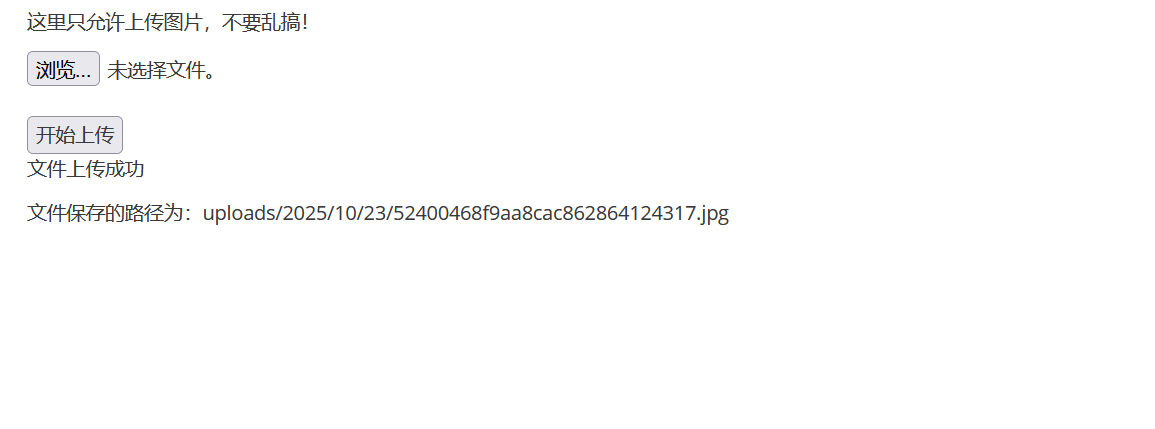 这里只允许上传图片，不要乱搞！
浏览... 未选择文件。
开始上传
文件上传成功
文件保存的路径为：uploads/2025/10/23/52400468f9aa8cac862864124317.jpg